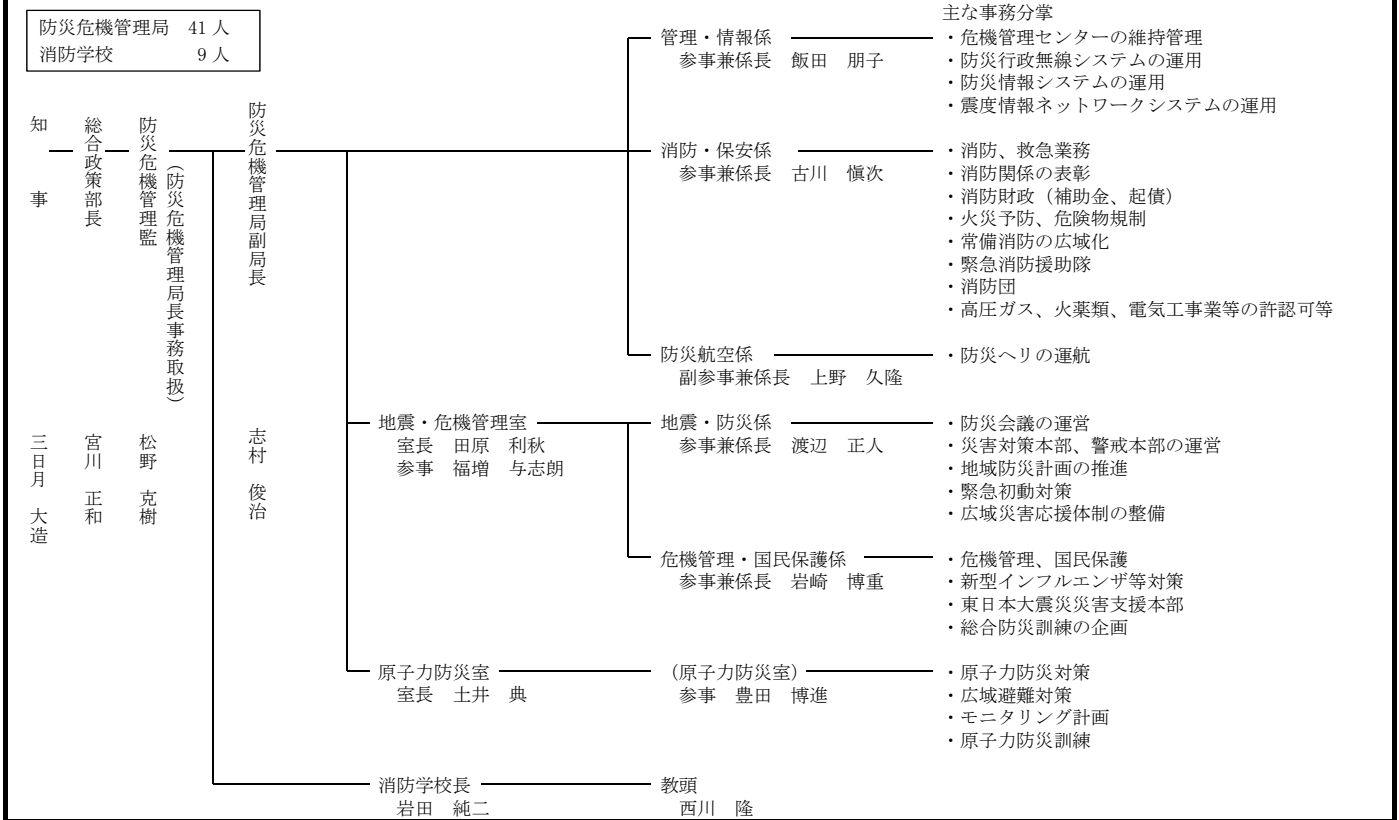 防災危機管理局　41人
消防学校　9人
知事　三日月　大造
総合政策部長　宮川　正和
防災危機管理監　松野　克樹
（防災危機管理局長事務取扱）
防災危機管理局副局長　志村　俊治
主な事務分掌
管理・情報係
参事兼係長　飯田　朋子
・危機管理センターの維持管理
・防災行政無線システムの運用
・防災情報システムの運用
・震度情報ネットワークシステムの運用
消防・保安係
参事兼係長　古川　愼次
・消防、救急業務
・消防関係の表彰
・消防財政（補助金、起債）
・火災予防、危険物規制
・常備消防の広域化
・緊急消防援助隊
・消防団
・高圧ガス、火薬類、電気工事業等の許認可等
防災航空係
副参事兼係長　上野　久隆
・防災ヘリの運航
地震・危機管理室
室長　田原　利秋
参事　福増　与志朗
地震・防災係
参事兼係長　渡辺　正人
・防災会議の運営
・災害対策本部、警戒本部の運営
・地域防災計画の推進
・緊急初動対策
・広域災害応援体制の整備
危機管理・国民保護係
参事兼係長　岩崎　博重
・危機管理、国民保護
・新型インフルエンザ等対策
・東日本大震災災害支援本部
・総合防災訓練の企画
原子力防災室
室長　土井　典
（原子力防災室）
参事　豊田　博進
・原子力防災対策
・広域避難対策
・モニタリング計画
・原子力防災訓練
消防学校長
岩田　純二
教頭
西川　隆